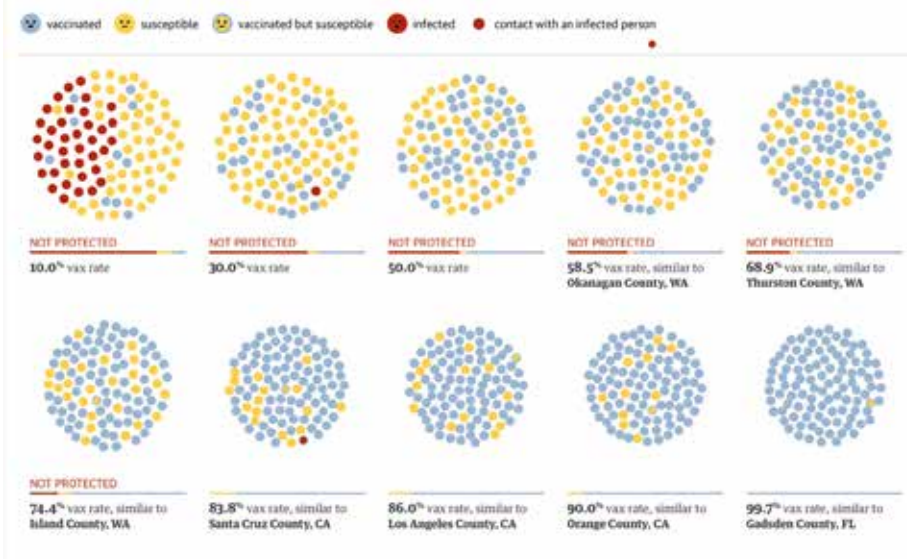 vaccinated susceptible vaccinated but susceptible infected contact with an infected person
NOT PROTECTED
10.0% vax rate
NOT PROTECTED
30.0% vax rate
NOT PROTECTED
50.0% vax rate
NOT PROTECTED
58.5% vax rate, similar to
Okanagan County, WA
NOT PROTECTED
68.9% vax rate, similar to
Thurston County, WA
NOT PROTECTED
74.4% vax rate, similar to
Island County, WA
83.8% vax rate, similar to
Santa Cruz County, CA
86.0% vax rate, similar to
Los Angeles County, CA
90.0% vax rate, similar to
Orange County, CA
99.7% vax rate, similar to
Gadsden County, FL